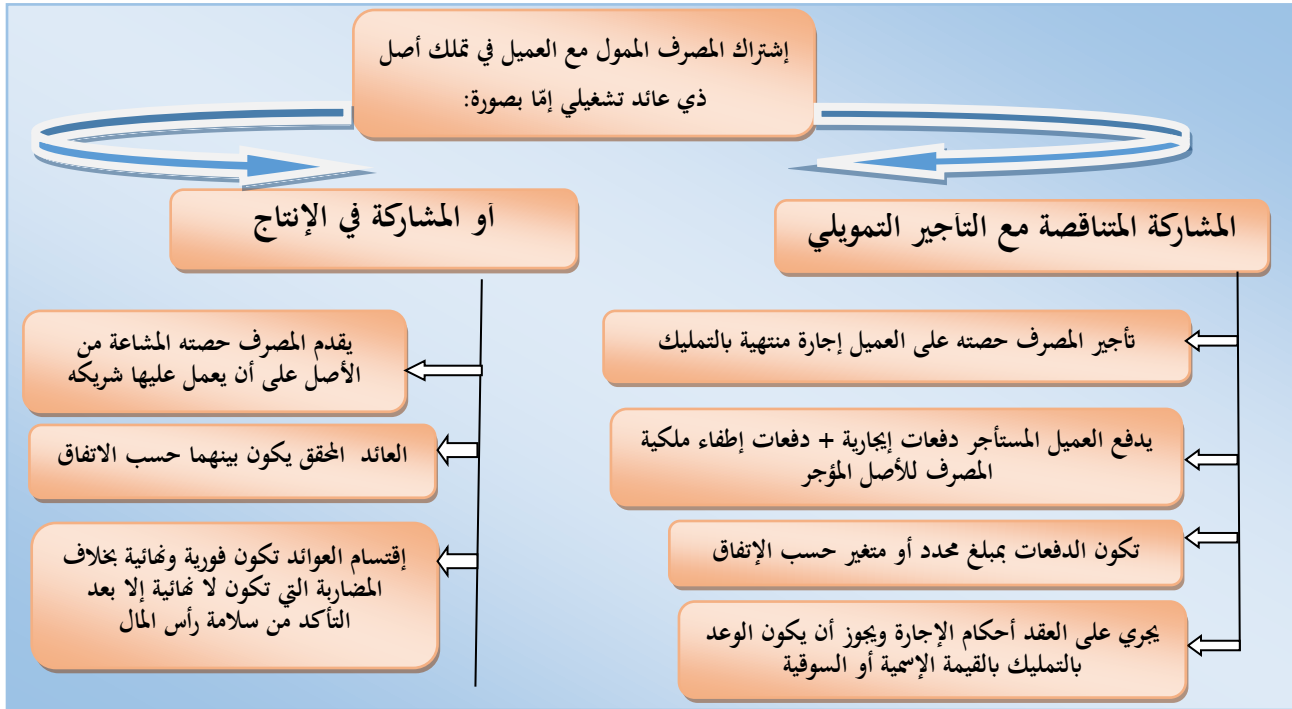 إشتراك المصرف الممول مع العميل في تملك أصل
ذي عائد تشغيلي إمّا بصورة:
المشاركة المتناقصة مع التأجير التمويلي
تأجير المصرف حصته على العميل إجارة منتهية بالتمليك
يدفع العميل المستأجر دفعات إيجارية + دفعات إطفاء ملكية
المصرف للأصل المؤجر
تكون الدفعات بمبلغ محدد أو متغير حسب الإتفاق
يجري على العقد أحكام الإجارة ويجوز أن يكون الوعد
بالتمليك بالقيمة الإسمية أو السوقية
أو المشاركة في الإنتاج
يقدم المصرف حصته المشاعة من
الأصل على أن يعمل عليها شريكه
العائد المحقق يكون بينهما حسب الاتفاق
إقتسام العوائد تكون فورية ونهائية بخلاف
المضاربة التي تكون لا نهائية إلا بعد
التأكد من سلامة رأس المال